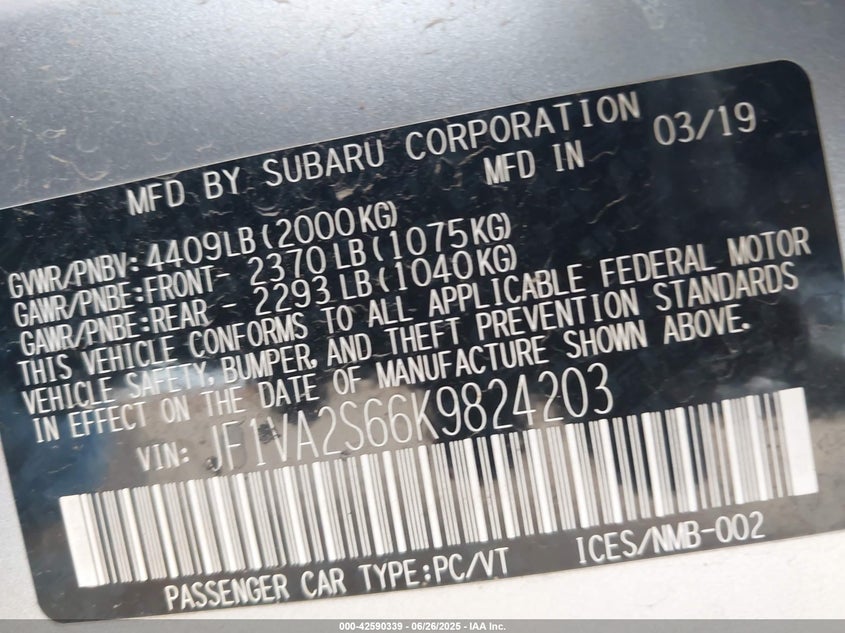 MFD BY SUBARU CORPORATION
MFD IN 03/19
GVWR/PNBV: 4409LB(2000KG)
GAWR/PNBE:FRONT- 2370LB(1075KG)
GAWR/PNBE:REAR - 2293LB(1040KG)
THIS VEHICLE CONFORMS TO ALL APPLICABLE FEDERAL MOTOR
VEHICLE SAFETY, BUMPER, AND THEFT PREVENTION STANDARDS
IN EFFECT ON THE DATE OF MANUFACTURE SHOWN ABOVE.
VIN: JF1VA2S66K9824203
PASSENGER CAR TYPE:PC/VT ICES/NMB-002
000-42590339 - 06/26/2025 - IAA Inc.